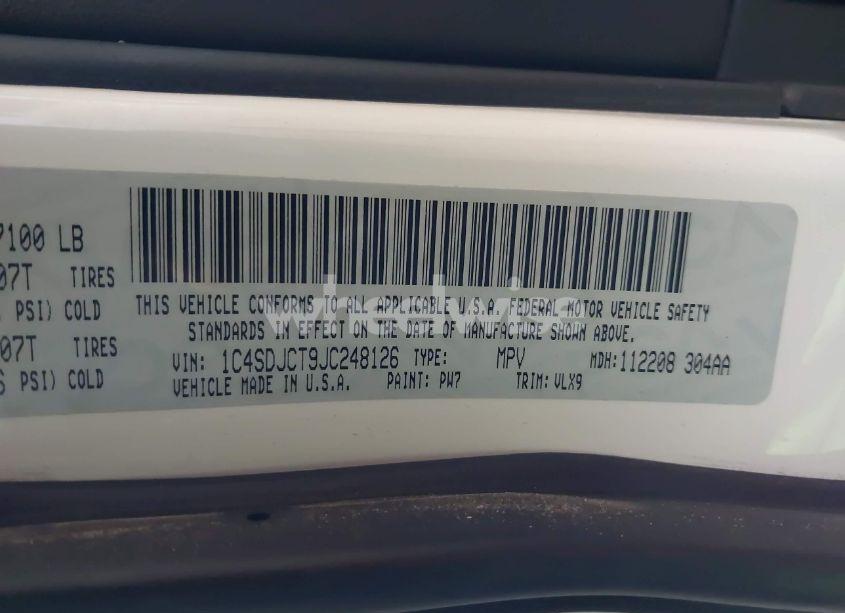 7100 LB
07T TIRES
PSI) COLD
07T
PSI) COLD
THIS VEHICLE CONFORMS TO ALL APPLICABLE U.S.A. FEDERAL MOTOR VEHICLE SAFETY
STANDARDS IN EFFECT ON THE DATE OF MANUFACTURE SHOWN ABOVE.
VIN: 1C4SDJCT9JC248126 TYPE: MPV MDH: 112208 304AA
VEHICLE MADE IN U.S.A. PAINT: PW7 TRIM: VLX9
wheelwie